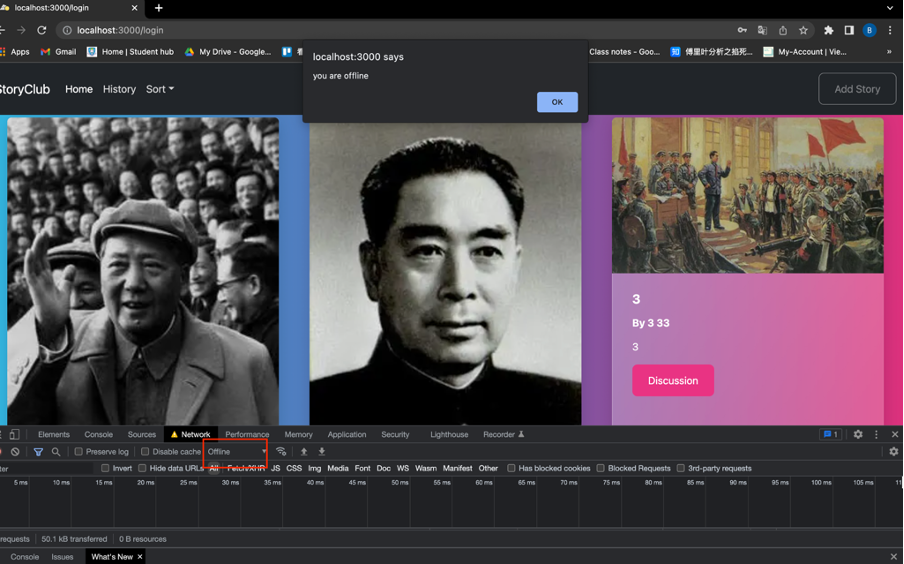 localhost:3000/login
localhost:3000/login
Apps Gmail Home | Student hub My Drive - Google... Class notes - Goo... 傅里叶分析之掐死... My-Account | Vie... »
localhost:3000 says
you are offline
OK
StoryClub Home History Sort Add Story
3
By 3 33
3
Discussion
Elements Console Sources Network Performance Memory Application Security Lighthouse Recorder 1
Preserve log Disable cache Offline
Invert Hide data URLs All Fetch/XHR JS CSS Img Media Font Doc WS Wasm Manifest Other Has blocked cookies Blocked Requests 3rd-party requests
5 ms 10 ms 15 ms 20 ms 25 ms 30 ms 35 ms 40 ms 45 ms 50 ms 55 ms 60 ms 65 ms 70 ms 75 ms 80 ms 85 ms 90 ms 95 ms 100 ms 105 ms 11
requests 50.1 kB transferred 0 B resources
Console Issues What's New